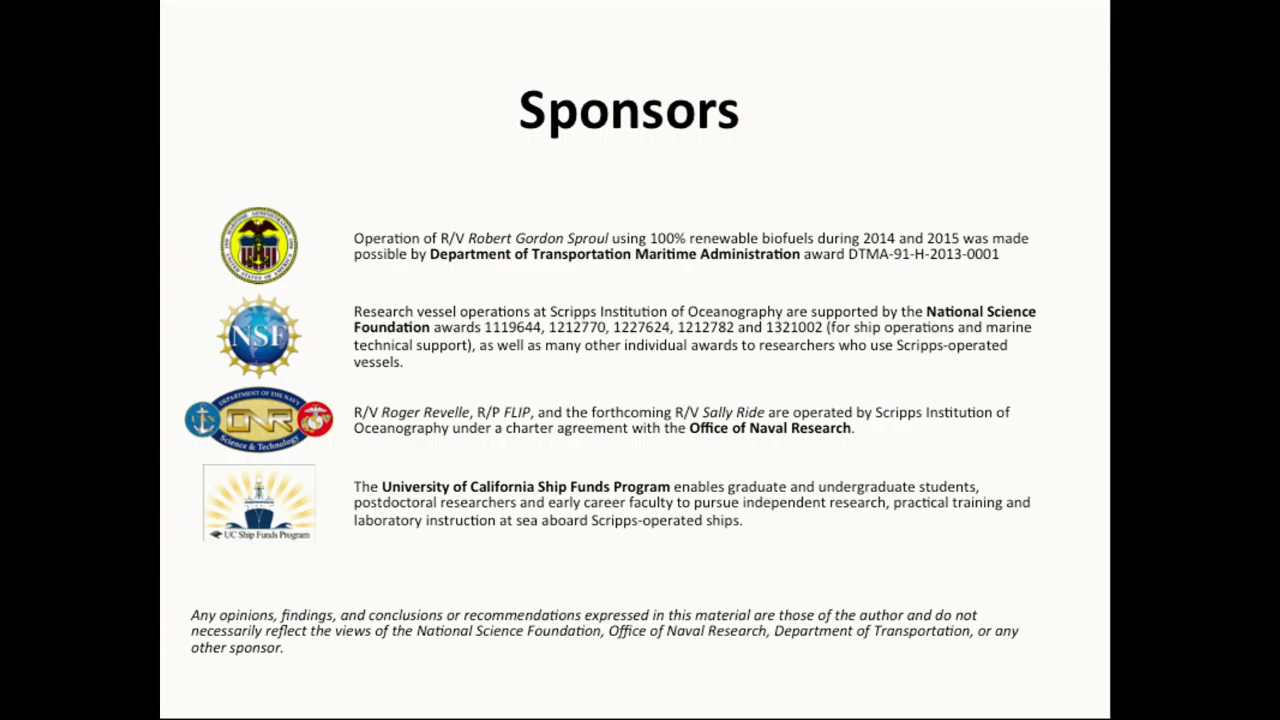 Sponsors
Operation of R/V Robert Gordon Sproul using 100% renewable biofuels during 2014 and 2015 was made
possible by Department of Transportation Maritime Administration award DTMA-91-H-2013-0001
NSF
Research vessel operations at Scripps Institution of Oceanography are supported by the National Science
Foundation awards 1119644, 1212770, 1227624, 1212782 and 1321002 (for ship operations and marine
technical support), as well as many other individual awards to researchers who use Scripps-operated
vessels.
DEPARTMENT OF THE NAVY
ONR
Science & Technology
R/V Roger Revelle, R/P FLIP, and the forthcoming R/V Sally Ride are operated by Scripps Institution of
Oceanography under a charter agreement with the Office of Naval Research.
UC Ship Funds Program
The University of California Ship Funds Program enables graduate and undergraduate students,
postdoctoral researchers and early career faculty to pursue independent research, practical training and
laboratory instruction at sea aboard Scripps-operated ships.
Any opinions, findings, and conclusions or recommendations expressed in this material are those of the author and do not
necessarily reflect the views of the National Science Foundation, Office of Naval Research, Department of Transportation, or any
other sponsor.